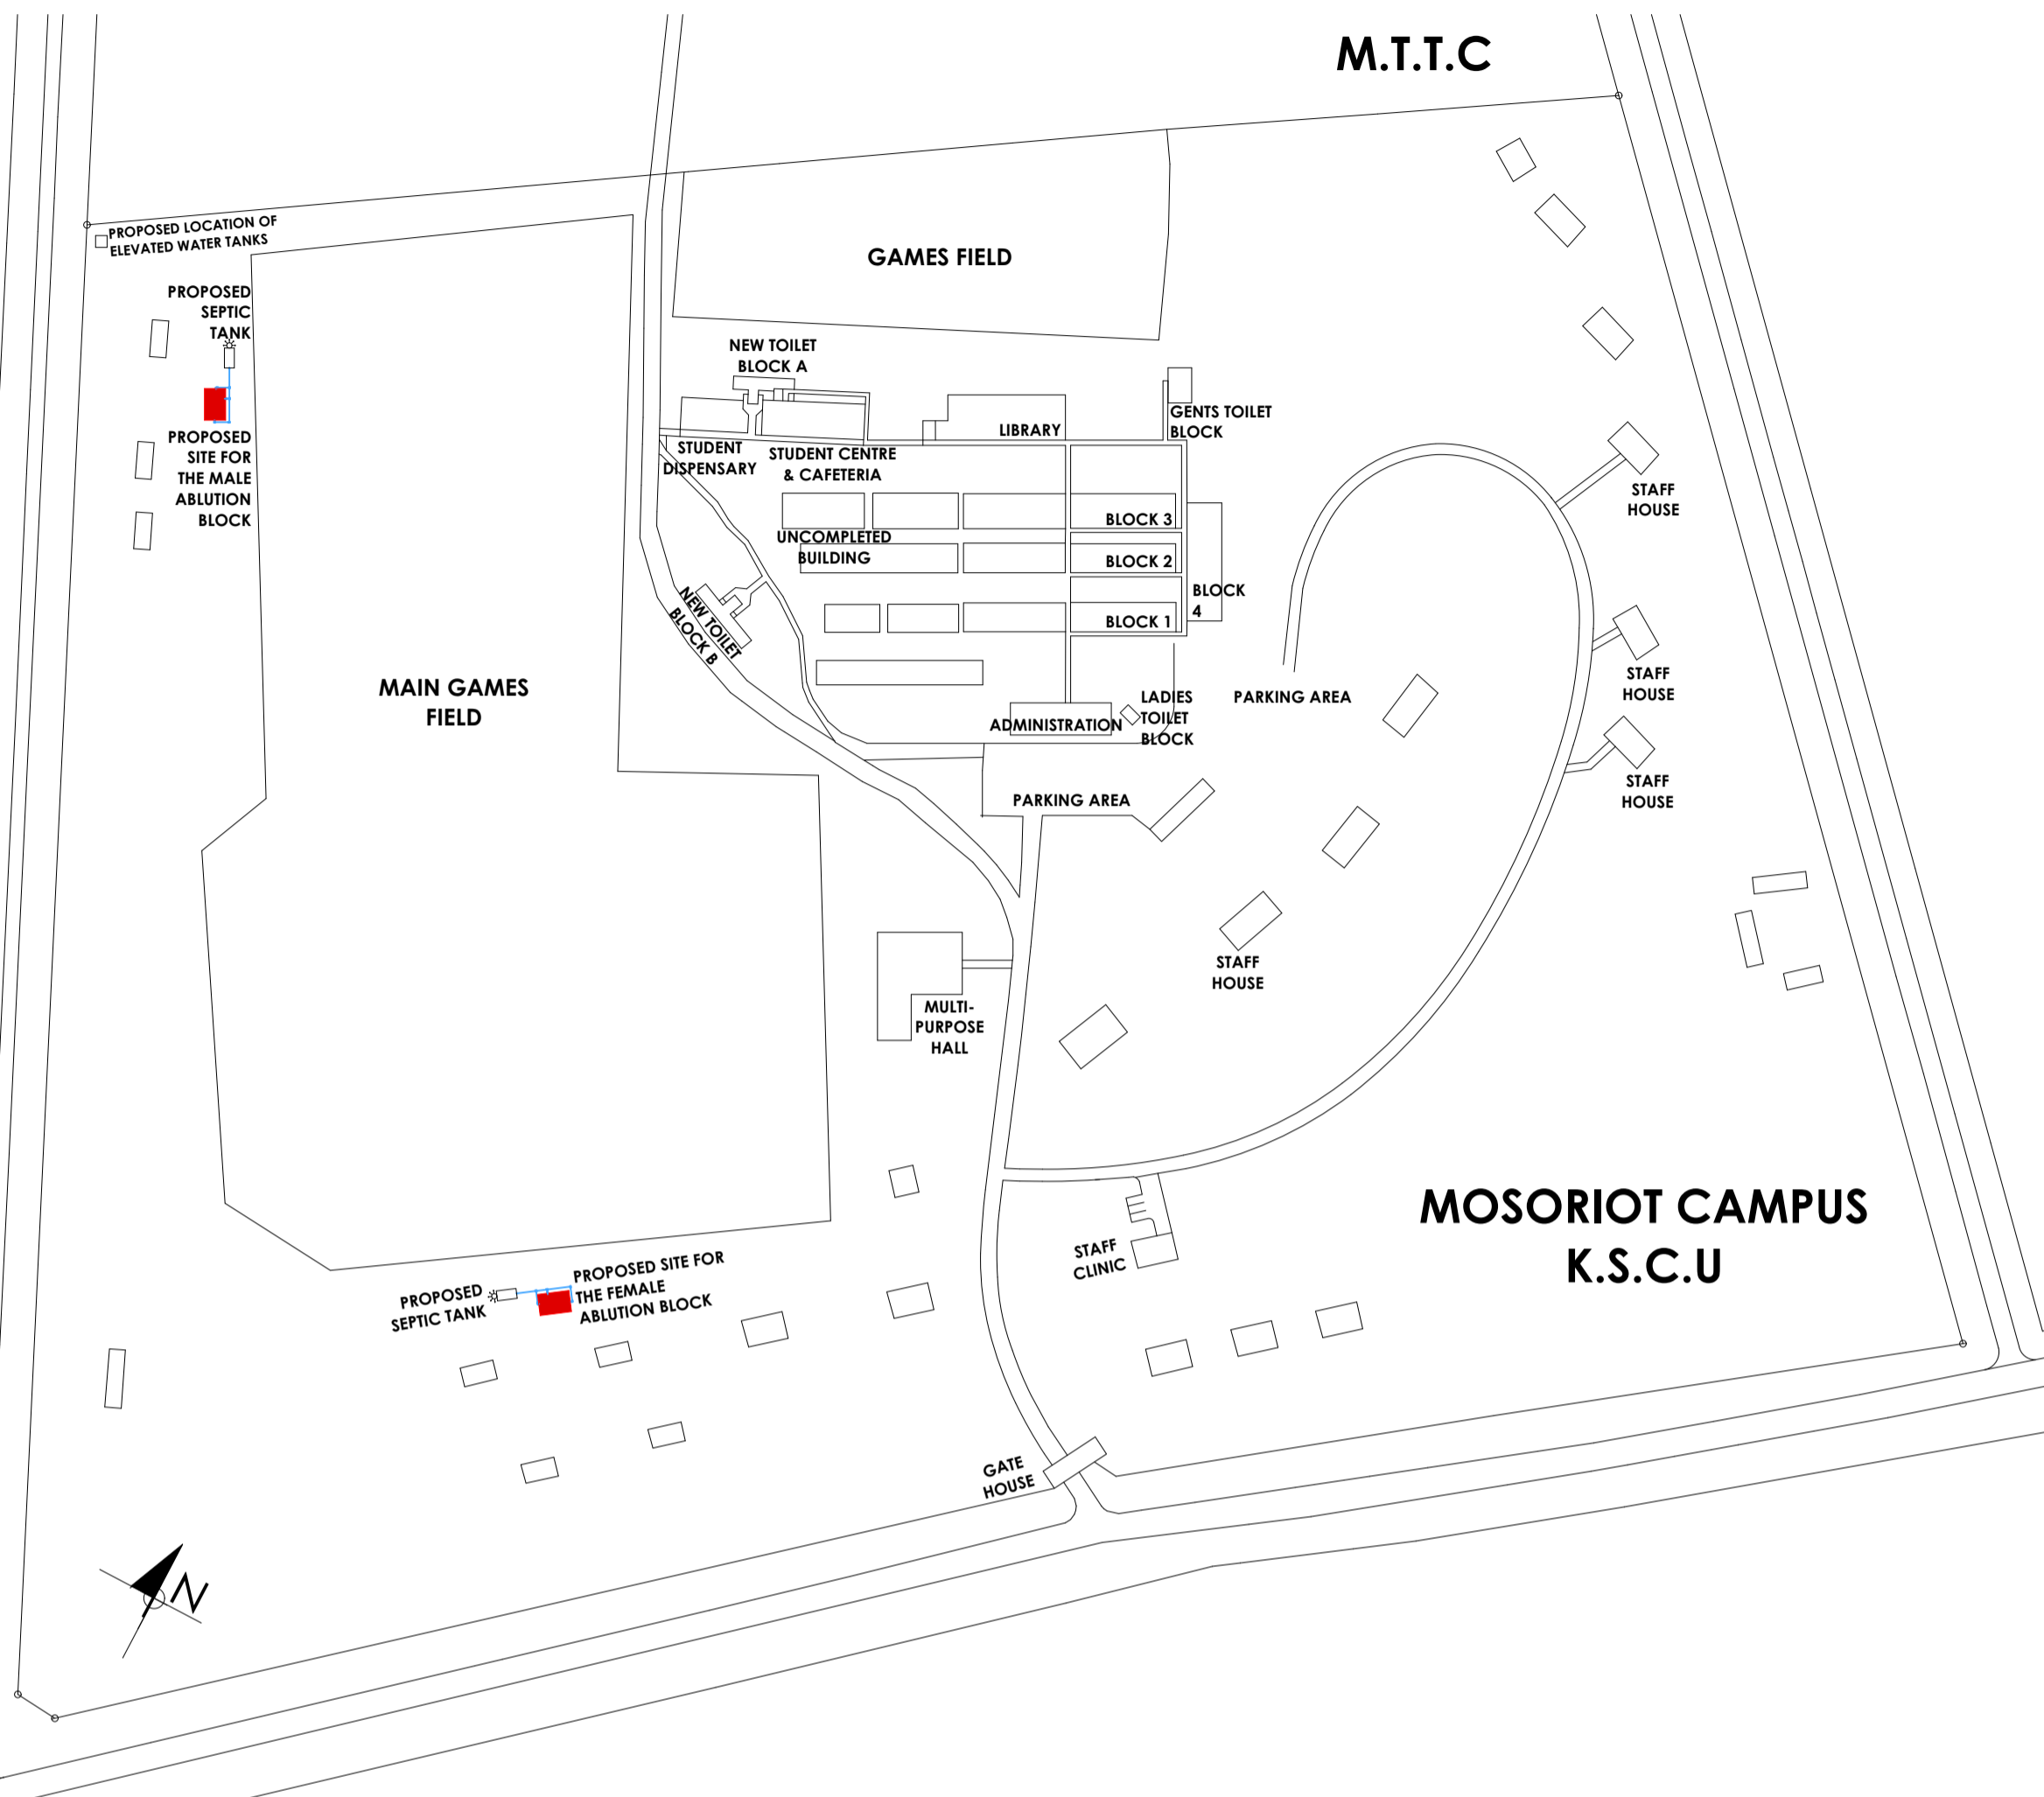 M.T.T.C
PROPOSED LOCATION OF
ELEVATED WATER TANKS
GAMES FIELD
PROPOSED
SEPTIC
TANK
NEW TOILET
BLOCK A
GENTS TOILET
BLOCK
LIBRARY
PROPOSED
SITE FOR
THE MALE
ABLUTION
BLOCK
STUDENT
DISPENSARY
STUDENT CENTRE
& CAFETERIA
STAFF
HOUSE
BLOCK 3
UNCOMPLETED
BUILDING
BLOCK 2
BLOCK
4
BLOCK 1
NEW TOILET
BLOCK B
MAIN GAMES
FIELD
STAFF
HOUSE
LADIES
TOILET
BLOCK
PARKING AREA
ADMINISTRATION
STAFF
HOUSE
PARKING AREA
STAFF
HOUSE
MULTI-
PURPOSE
HALL
MOSORIOT CAMPUS
K.S.C.U
STAFF
CLINIC
PROPOSED SITE FOR
THE FEMALE
ABLUTION BLOCK
PROPOSED
SEPTIC TANK
GATE
HOUSE
N